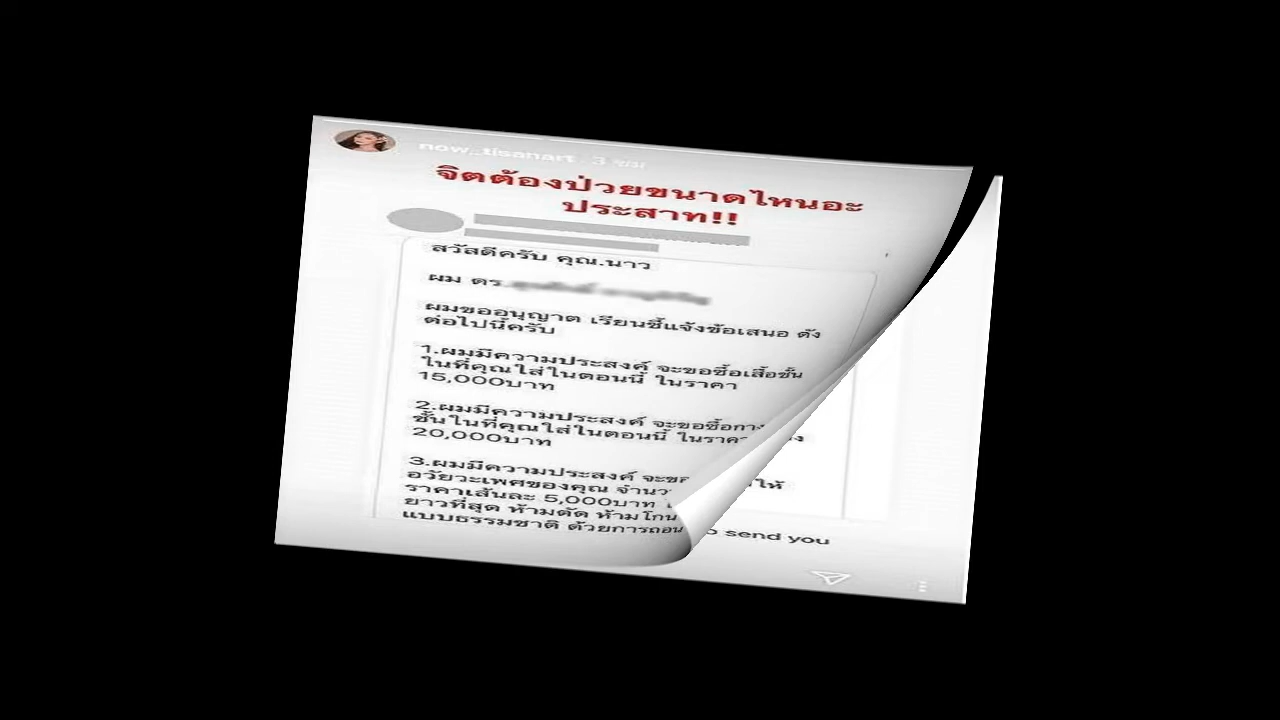 now_tisanart 3 ชม
จิตต้องป่วยขนาดไหนอะ
ประสาท!!
สวัสดีครับ คุณ.นาว
ผม ดร.
ผมขออนุญาต เรียนชี้แจ้งข้อเสนอ ดัง
ต่อไปนี้ครับ
1.ผมมีความประสงค์ จะขอซื้อเสื้อชั้น
ในที่คุณใส่ในตอนนี้ ในราคา
15,000บาท
2.ผมมีความประสงค์ จะขอซื้อกาง
ชั้นในที่คุณใส่ในตอนนี้ ในราคา
20,000บาท
3.ผมมีความประสงค์ จะขอ
อวัยวะเพศของคุณ ให้
ราคาเส้นละ 5,000บาท
ยาวที่สุด ห้ามตัด ห้ามโกน
แบบธรรมชาติ ด้วยการถอน send you